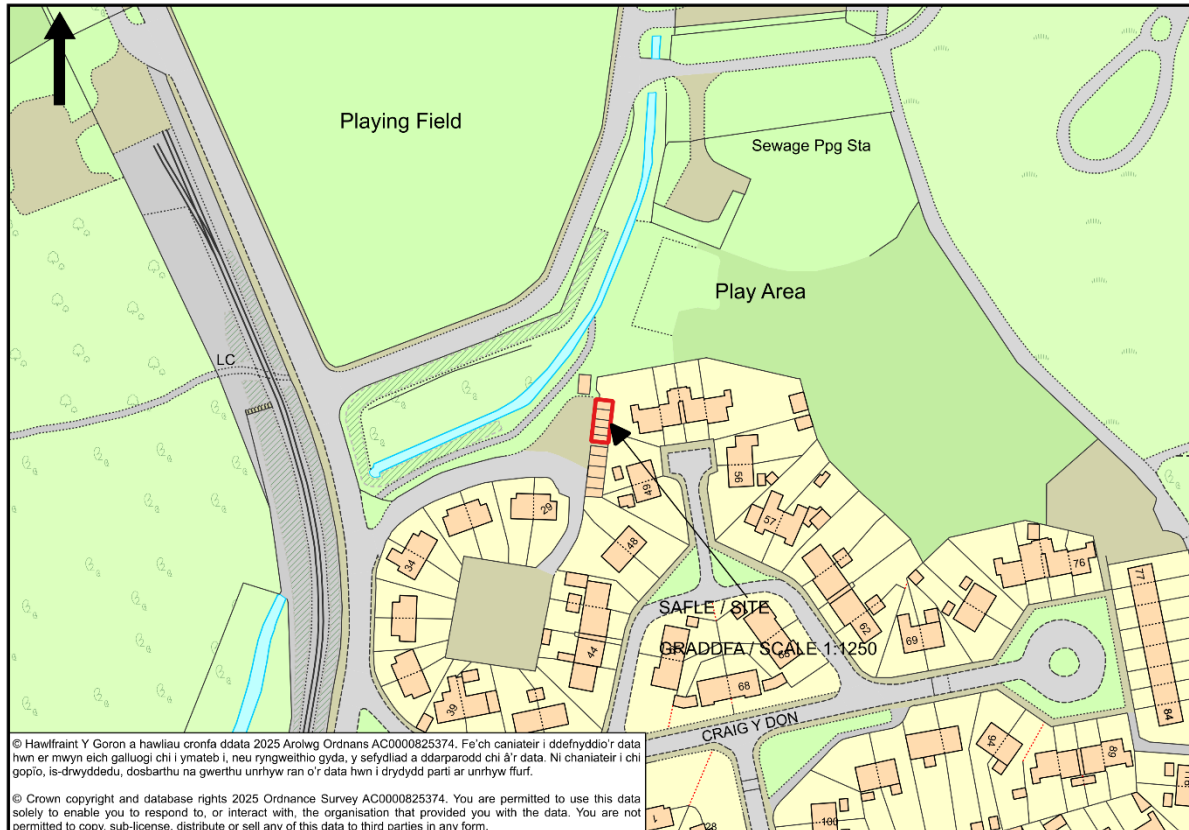 Playing Field
Sewage Ppg Sta
Play Area
LC
56
49
29
57
48
34
76
77
SAFLE / SITE
62
69
GRADDFA / SCALE 1:1250
44
68
39
84
CRAIG Y DON
94
89
100
28
1
© Hawlfraint Y Goron a hawliau cronfa ddata 2025 Arolwg Ordnans AC0000825374. Fe'ch caniateir i ddefnyddio'r data
hwn er mwyn eich galluogi chi i ymateb i, neu ryngweithio gyda, y sefydliad a ddarparodd chi â'r data. Ni chaniateir i chi
gopïo, is-drwyddedu, dosbarthu na gwerthu unrhyw ran o'r data hwn i drydydd parti ar unrhyw ffurf.
© Crown copyright and database rights 2025 Ordnance Survey AC0000825374. You are permitted to use this data
solely to enable you to respond to, or interact with, the organisation that provided you with the data. You are not
permitted to copy, sub-license, distribute or sell any of this data to third parties in any form.